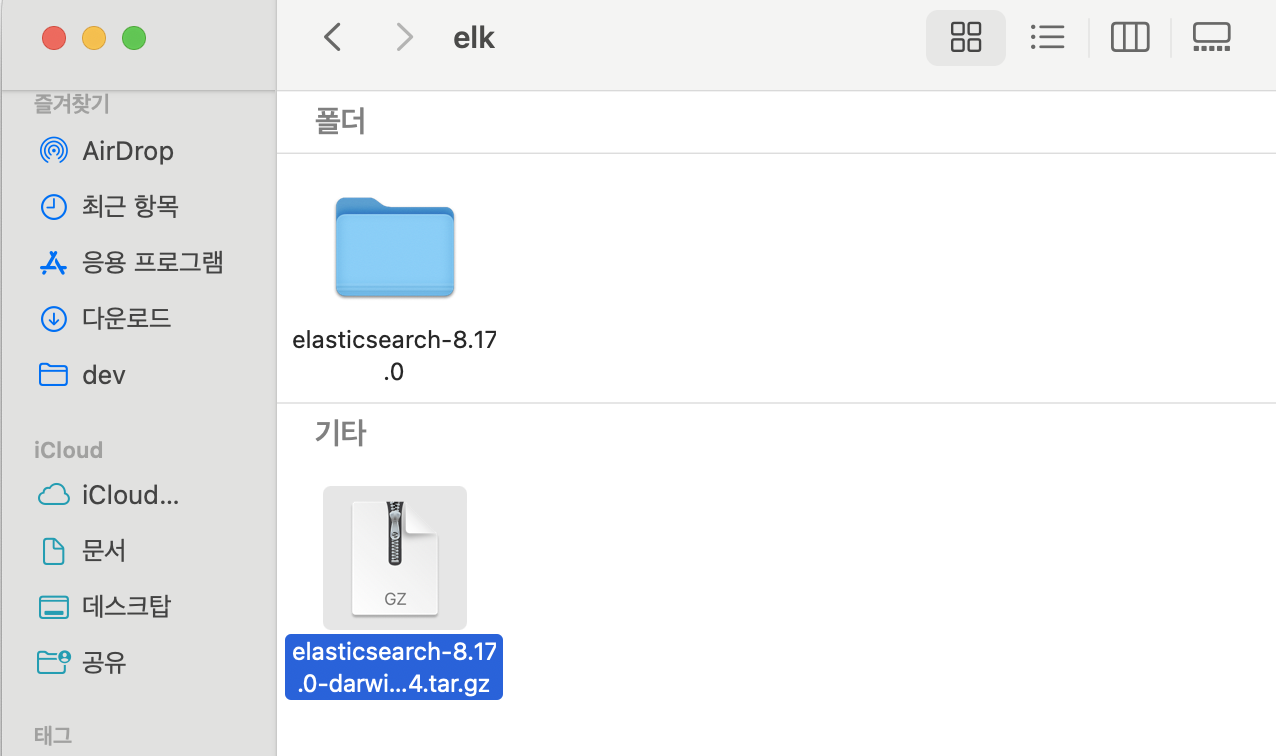 elk
즐겨찾기
AirDrop
최근 항목
응용 프로그램
다운로드
dev
iCloud
iCloud...
문서
데스크탑
공유
태그
폴더
elasticsearch-8.17
.0
기타
GZ
elasticsearch-8.17
.0-darwi...4.tar.gz